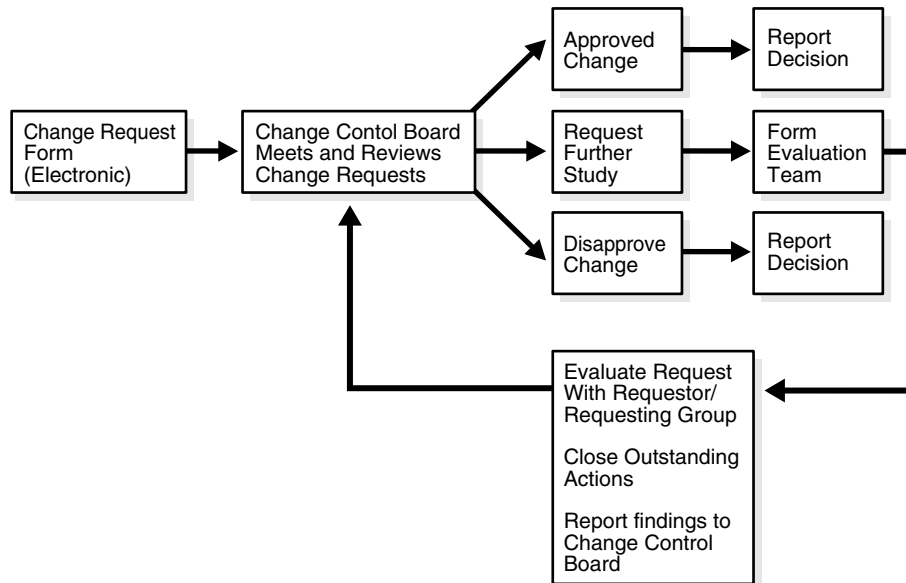 Change Request
Form
(Electronic)
Change Contol Board
Meets and Reviews
Change Requests
Approved
Change
Report
Decision
Request
Further
Study
Form
Evaluation
Team
Disapprove
Change
Report
Decision
Evaluate Request
With Requestor/
Requesting Group
Close Outstanding
Actions
Report findings to
Change Control
Board